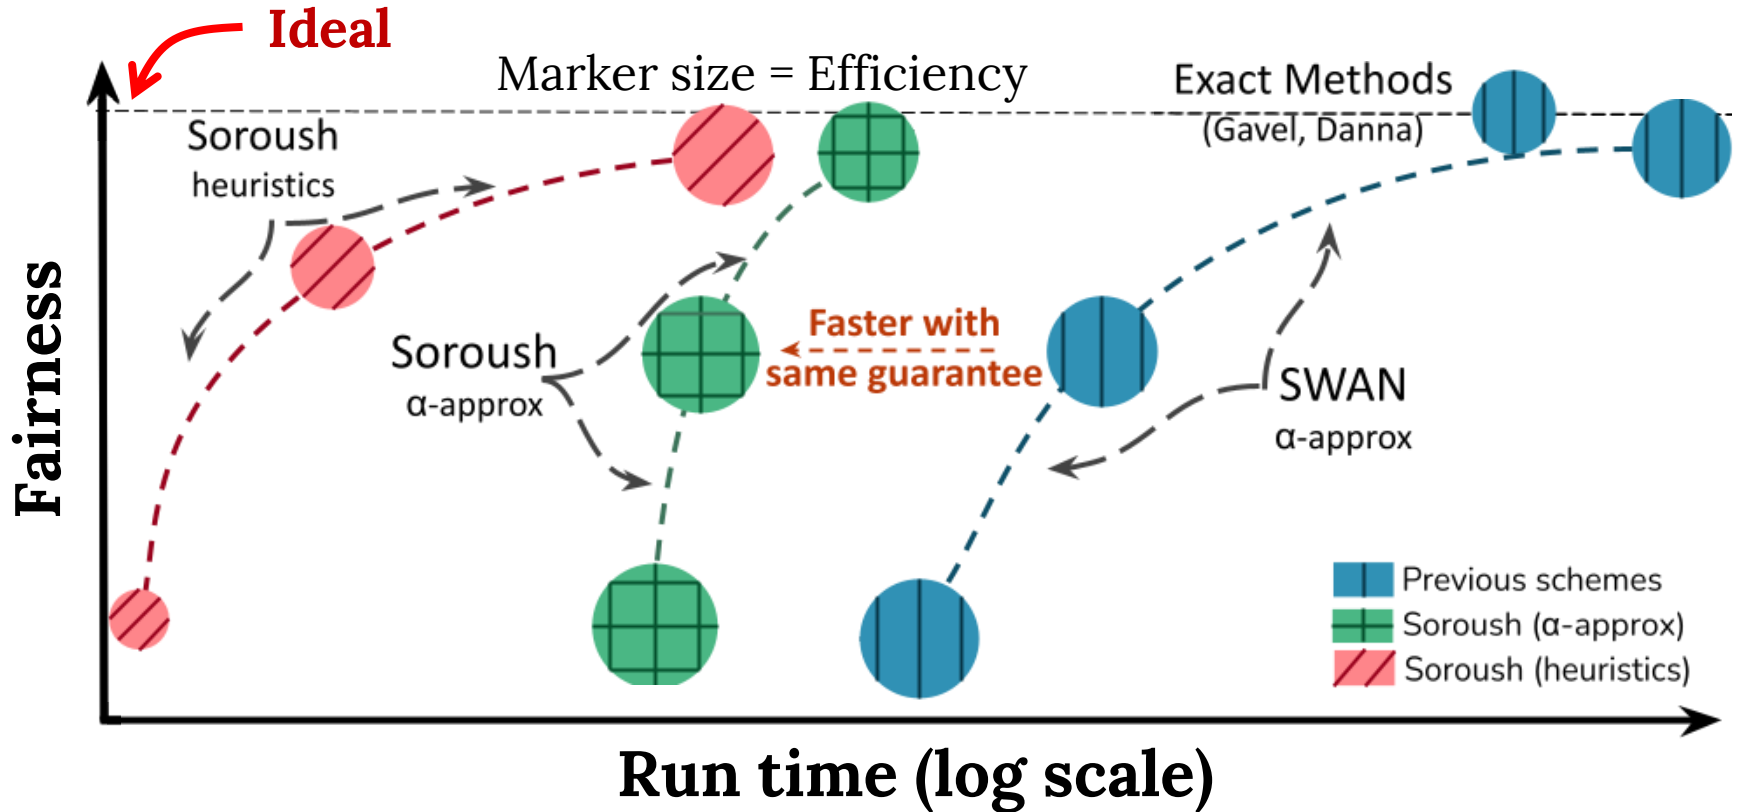 Ideal
Marker size = Efficiency
Exact Methods
(Gavel, Danna)
Soroush
heuristics
Fairness
Soroush
α-approx
Faster with
same guarantee
SWAN
α-approx
Previous schemes
Soroush (α-approx)
Soroush (heuristics)
Run time (log scale)